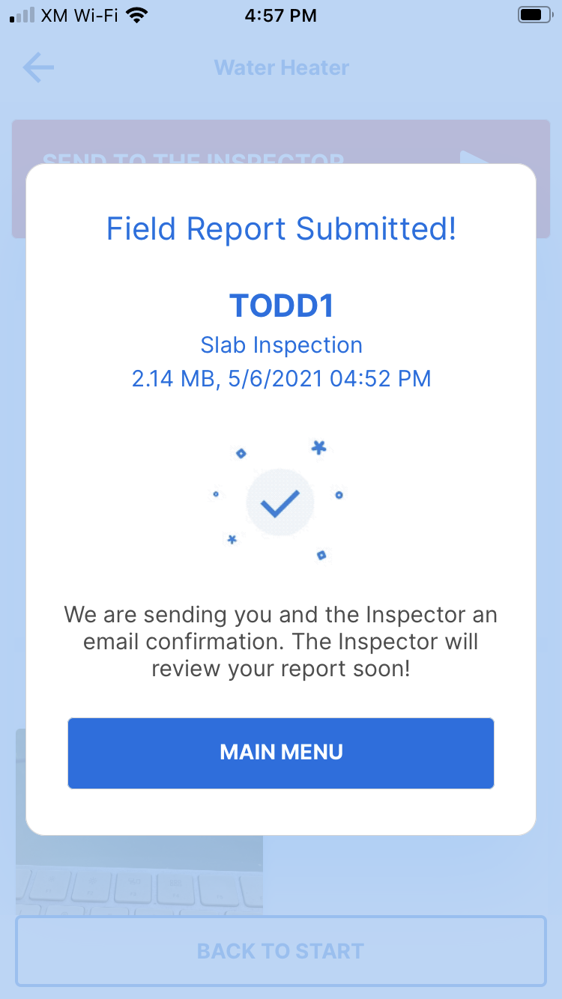 XM Wi-Fi 4:57 PM
Water Heater
SEND TO THE INSPECTOR
Field Report Submitted!
TODD1
Slab Inspection
2.14 MB, 5/6/2021 04:52 PM
We are sending you and the Inspector an
email confirmation. The Inspector will
review your report soon!
MAIN MENU
BACK TO START